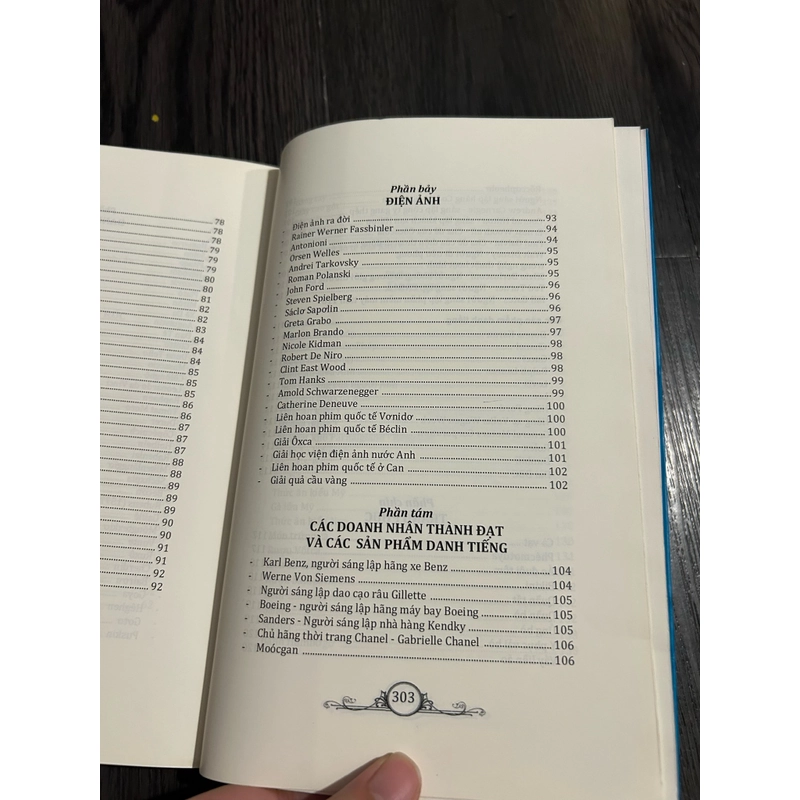 78
78
78
79
79
79
80
80
81
82
82
83
84
84
84
85
85
85
86
86
87
87
87
88
88
89
89
89
90
90
91
91
92
92
Phần bảy
ĐIỆN ẢNH
- Điện ảnh ra đời 93
- Rainer Werner Fassbinler 94
- Antonioni 94
- Orsen Welles 95
- Andrei Tarkovsky 95
- Roman Polanski 95
- John Ford 96
- Steven Spielberg 96
- Sáclơ Sapơlin 96
- Greta Grabo 97
- Marlon Brando 97
- Nicole Kidman 98
- Robert De Niro 98
- Clint East Wood 98
- Tom Hanks 99
- Arnold Schwarzenegger 99
- Catherine Deneuve 100
- Liên hoan phim quốc tế Vơnidơ 100
- Liên hoan phim quốc tế Béclin 100
- Giải Ôxca 101
- Giải học viện điện ảnh nước Anh 101
- Liên hoan phim quốc tế ở Can 102
- Giải quả cầu vàng 102
Phần tám
CÁC DOANH NHÂN THÀNH ĐẠT
VÀ CÁC SẢN PHẨM DANH TIẾNG
- Karl Benz, người sáng lập hãng xe Benz 104
- Werne Von Siemens 104
- Người sáng lập dao cạo râu Gillette 105
- Boeing - người sáng lập hãng máy bay Boeing 105
- Sanders - Người sáng lập nhà hàng Kendky 105
- Chủ hãng thời trang Chanel - Gabrielle Chanel 106
- Moócgan 106
303